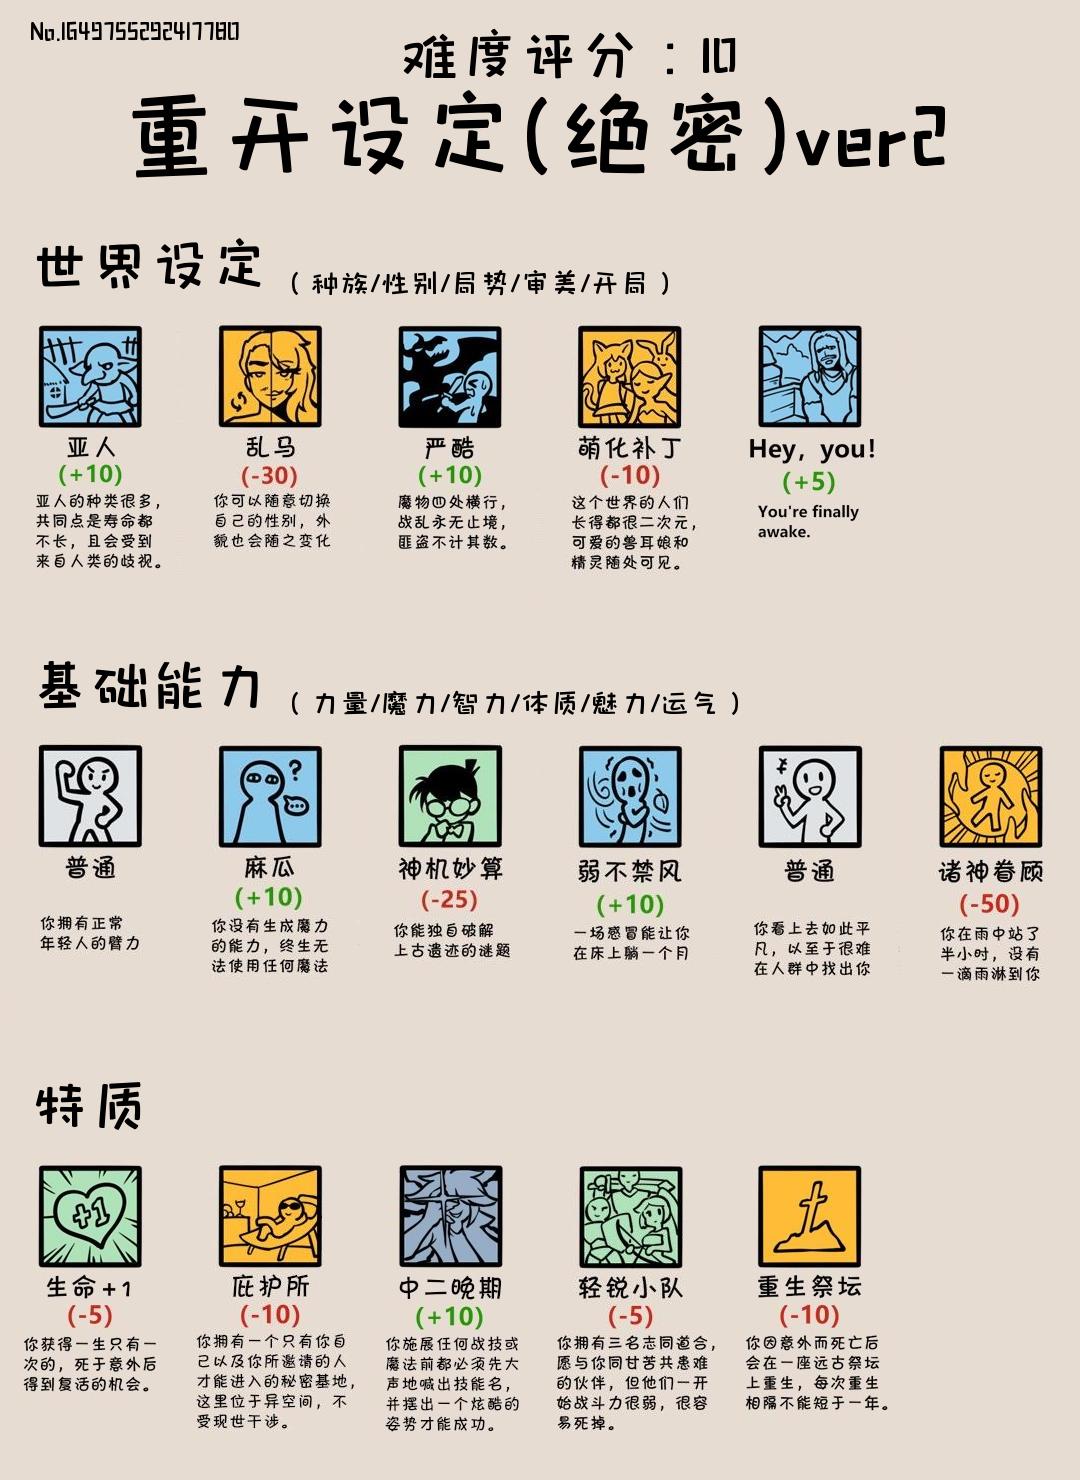 No.1649755292417780
难度评分：10
重开设定(绝密)ver2
世界设定（种族/性别/局势/审美/开局）
亚人
(+10)
亚人的种类很多，
共同点是寿命都
不长，且会受到
来自人类的歧视。
乱马
(-30)
你可以随意切换
自己的性别，外
貌也会随之变化
严酷
(+10)
魔物四处横行，
战乱永无止境，
匪盗不计其数。
萌化补丁
(-10)
这个世界的人们
长得都很二次元，
可爱的兽耳娘和
精灵随处可见。
Hey, you!
(+5)
You're finally
awake.
基础能力（力量/魔力/智力/体质/魅力/运气）
普通
你拥有正常
年轻人的臂力
麻瓜
(+10)
你没有生成魔力
的能力，终生无
法使用任何魔法
神机妙算
(-25)
你能独自破解
上古遗迹的谜题
弱不禁风
(+10)
一场感冒能让你
在床上躺一个月
普通
你看上去如此平
凡，以至于很难
在人群中找出你
诸神眷顾
(-50)
你在雨中站了
半小时，没有
一滴雨淋到你
特质
生命+1
(-5)
你获得一生只有一
次的，死于意外后
得到复活的机会。
庇护所
(-10)
你拥有一个只有你自
己以及你所邀请的人
才能进入的秘密基地，
这里位于异空间，不
受现世干涉。
中二晚期
(+10)
你施展任何战技或
魔法前都必须先大
声地喊出技能名，
并摆出一个炫酷的
姿势才能成功。
轻锐小队
(-5)
你拥有三名志同道合，
愿与你同甘苦共患难
的伙伴，但他们一开
始战斗力很弱，很容
易死掉。
重生祭坛
(-10)
你因意外而死亡后
会在一座远古祭坛
上重生，每次重生
相隔不能短于一年。